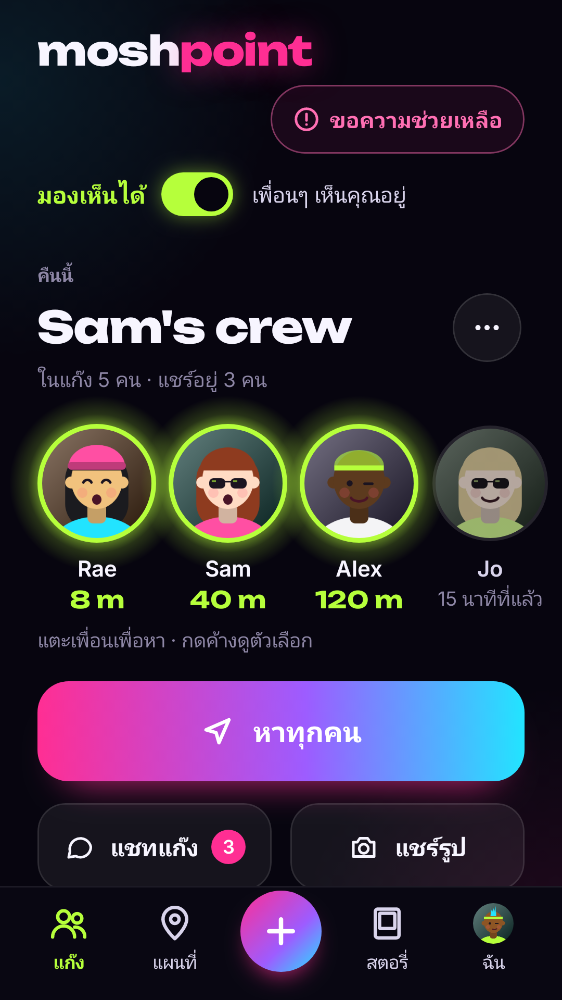 moshpoint
ขอความช่วยเหลือ
มองเห็นได้ เพื่อนๆ เห็นคุณอยู่
คืนนี้
Sam's crew
ในแก๊ง 5 คน · แชร์อยู่ 3 คน
Rae Sam Alex Jo
8 m 40 m 120 m 15 นาทีที่แล้ว
แตะเพื่อนเพื่อหา · กดค้างดูตัวเลือก
หาทุกคน
แชทแก๊ง 3 แชร์รูป
แก๊ง แผนที่ สตอรี่ ฉัน